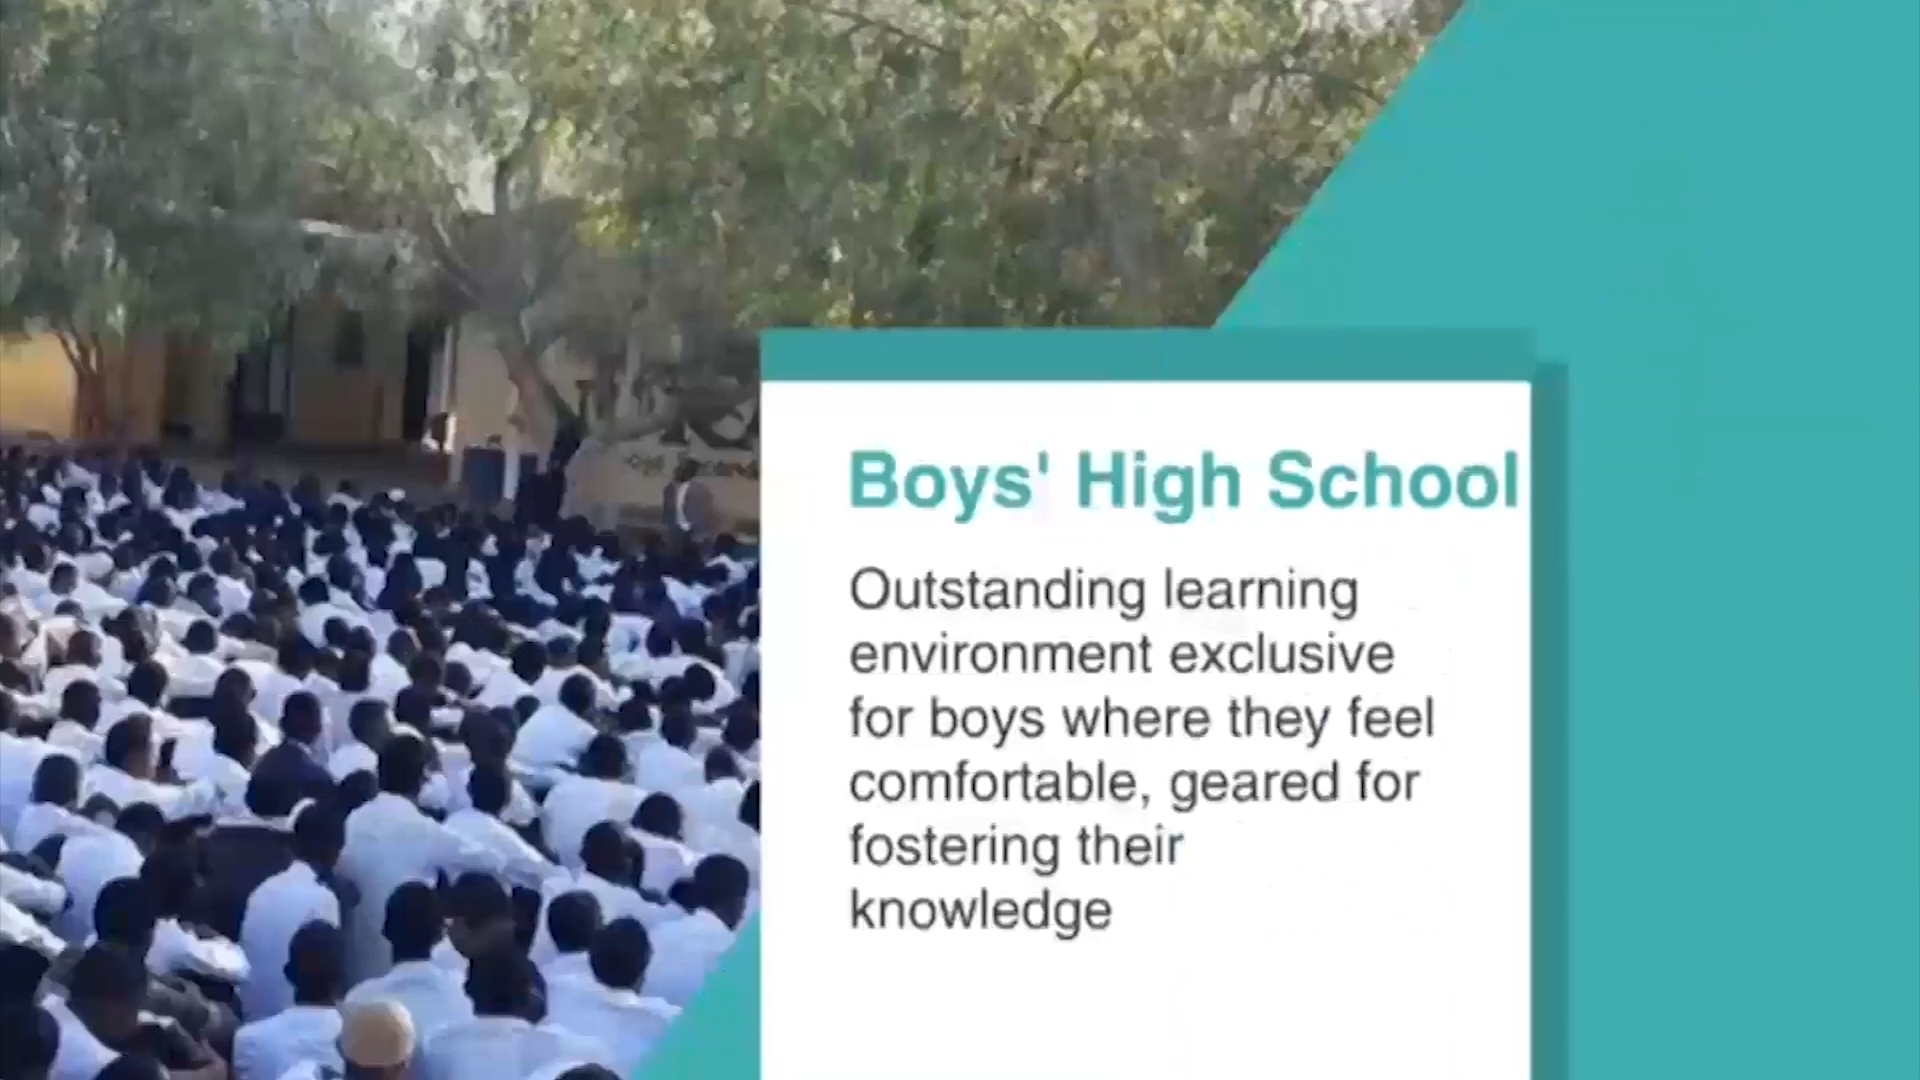 Boys' High School
Outstanding learning
environment exclusive
for boys where they feel
comfortable, geared for
fostering their
knowledge